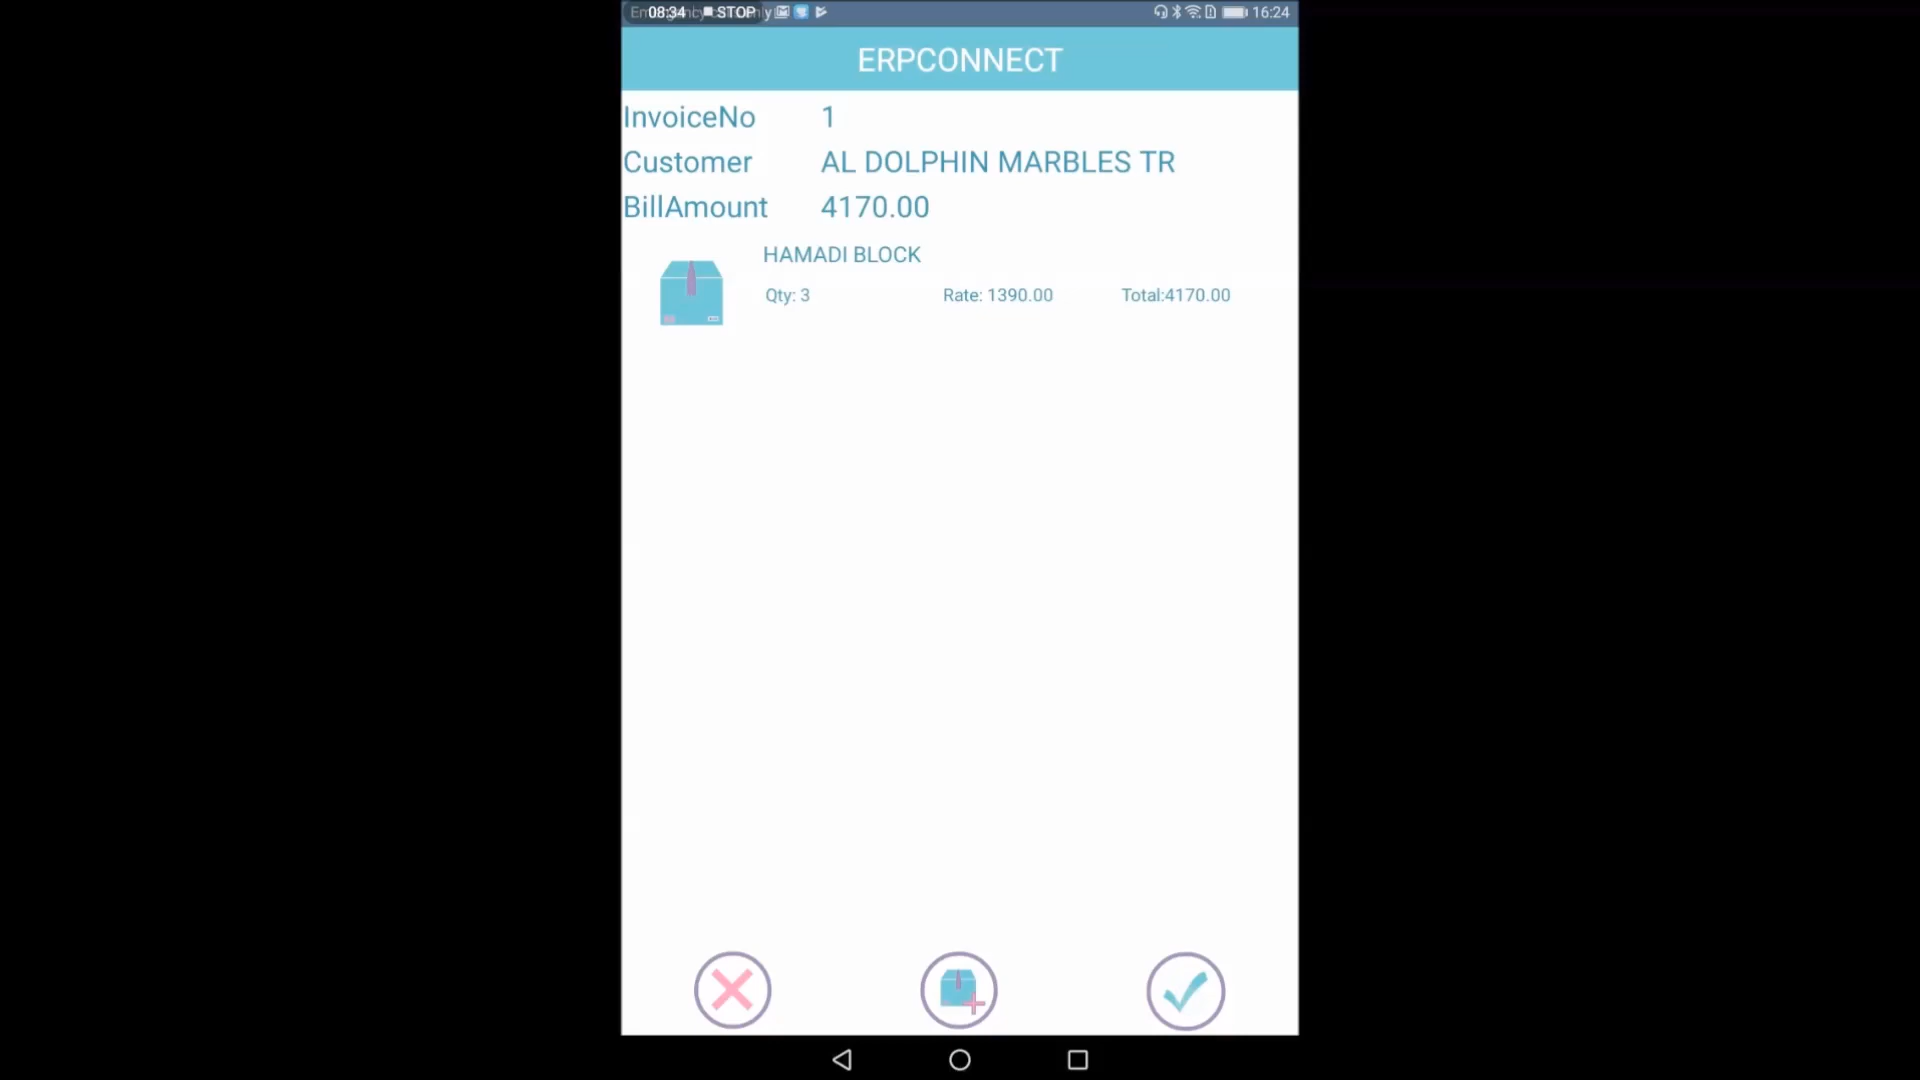 08:34 STOP 16:24
ERPCONNECT
InvoiceNo 1
Customer AL DOLPHIN MARBLES TR
BillAmount 4170.00
HAMADI BLOCK
Qty: 3 Rate: 1390.00 Total:4170.00